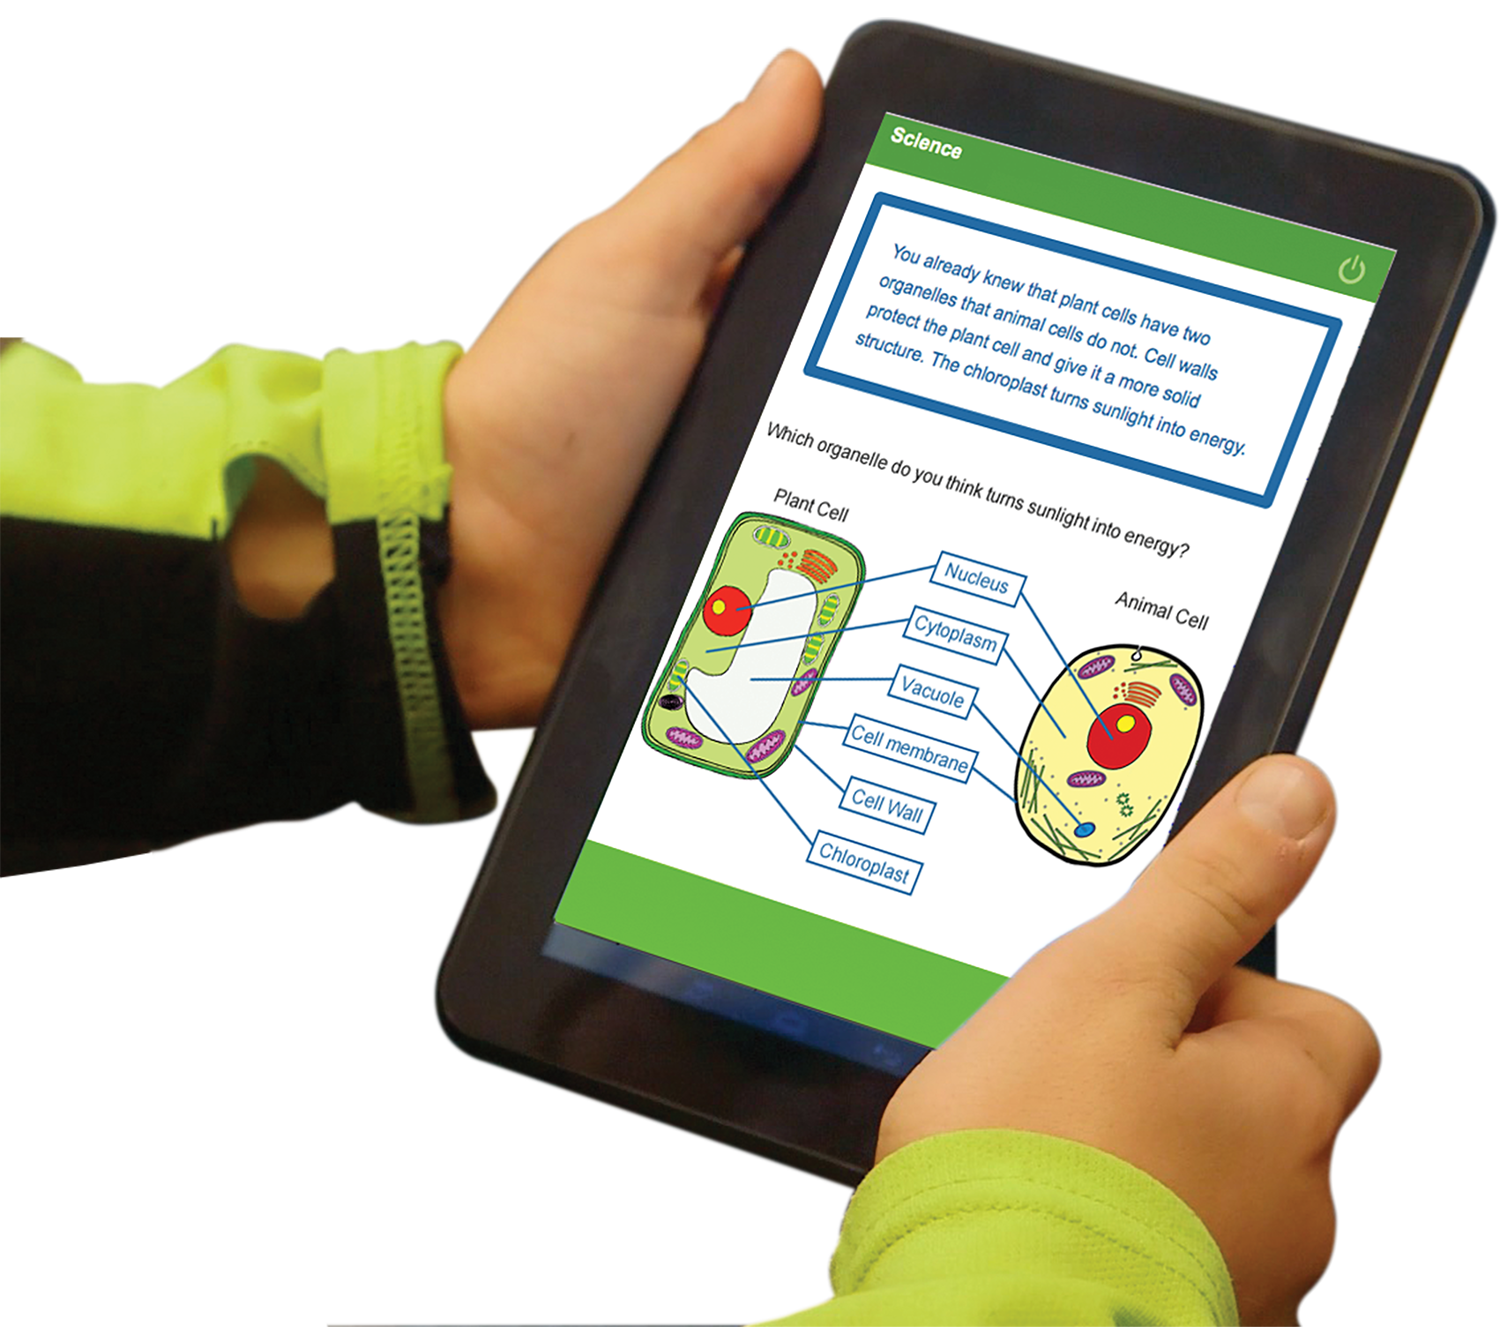 Science
You already knew that plant cells have two
organelles that animal cells do not. Cell walls
protect the plant cell and give it a more solid
structure. The chloroplast turns sunlight into energy.
Which organelle do you think turns sunlight into energy?
Plant Cell
Nucleus
Animal Cell
Cytoplasm
Vacuole
Cell membrane
Cell Wall
Chloroplast